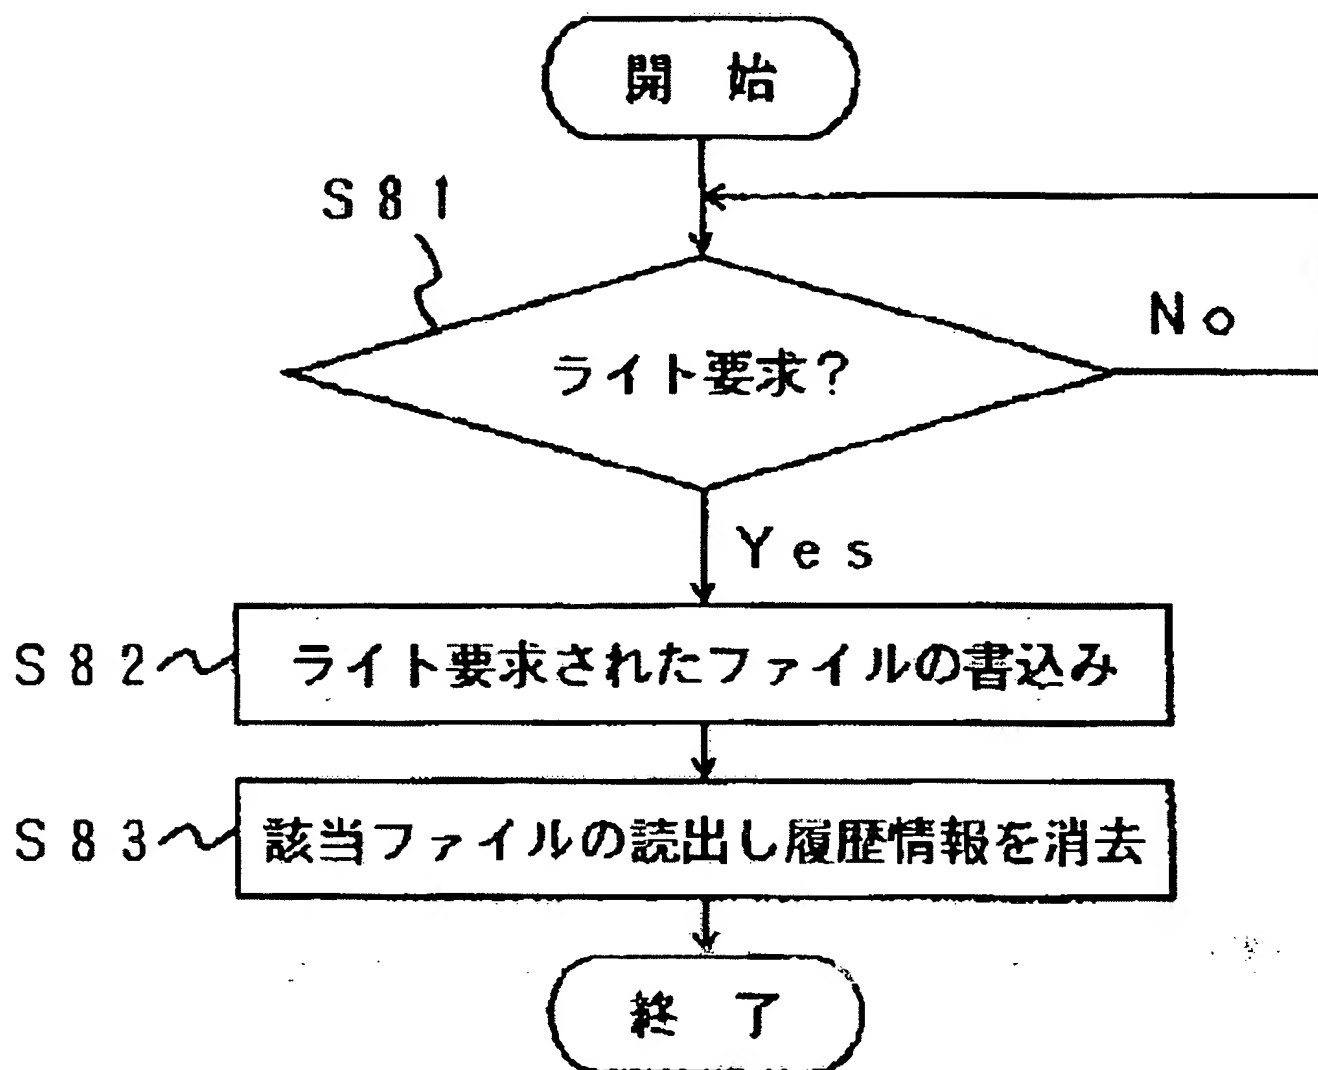 開 始
S81
ライト要求?
No
Yes
S82
ライト要求されたファイルの書込み
S83
該当ファイルの読出し履歴情報を消去
終 了